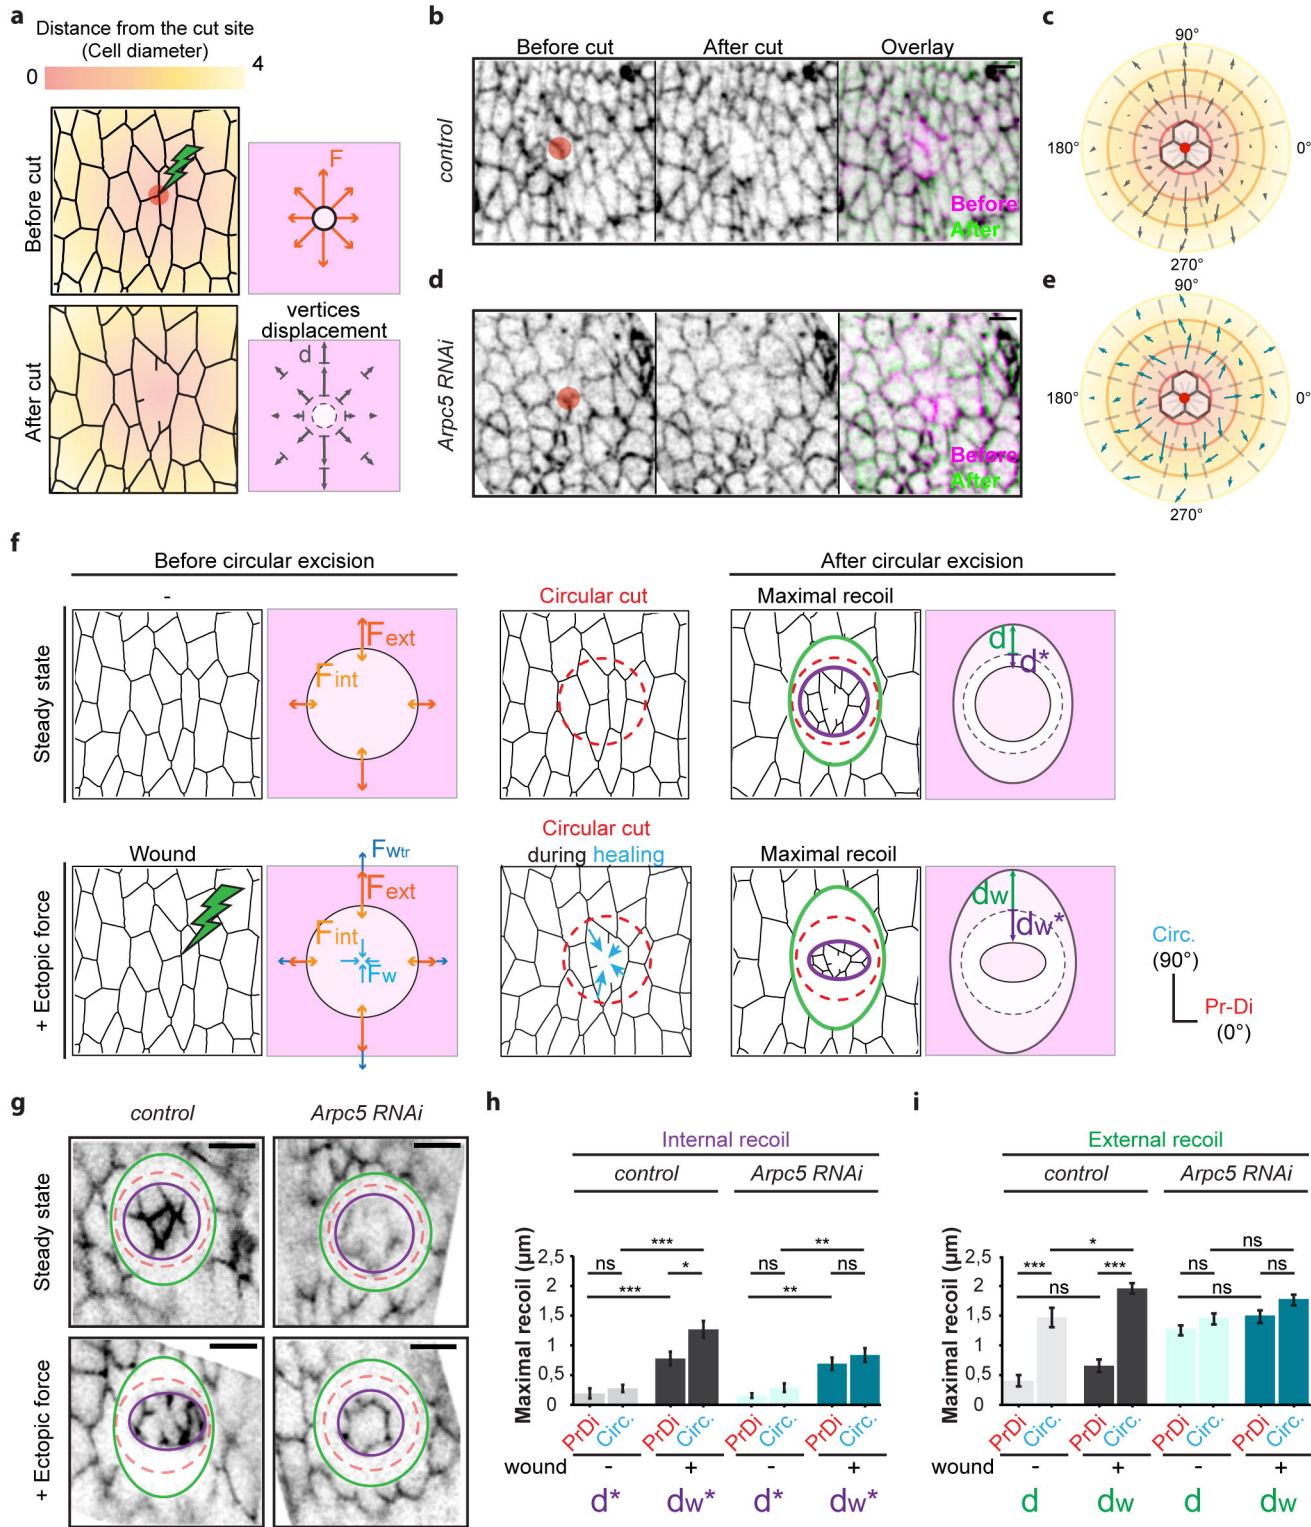 a
Distance from the cut site
(Cell diameter)
0
4
Before cut
F
After cut
vertices
displacement
d
b
Before cut
After cut
Overlay
control
Before
After
c
90°
180°
0°
270°
d
Arpc5 RNAi
Before
After
e
90°
180°
0°
270°
f
Before circular excision
After circular excision
-
Circular cut
Maximal recoil
Steady state
Fext
Fint
d
d*
Wound
Circular cut
during healing
Maximal recoil
+ Ectopic force
Fwtr
Fext
Fint
Fw
dw
dw*
Circ.
(90°)
Pr-Di
(0°)
g
control
Arpc5 RNAi
Steady state
+ Ectopic force
h
Internal recoil
control
Arpc5 RNAi
Maximal recoil (µm)
2,5
2
1,5
1
0,5
0
***
**
ns
*
ns
ns
***
**
PrDi
Circ.
PrDi
Circ.
PrDi
Circ.
PrDi
Circ.
wound
-
+
-
+
d*
dw*
d*
dw*
i
External recoil
control
Arpc5 RNAi
Maximal recoil (µm)
2,5
2
1,5
1
0,5
0
*
ns
***
***
ns
ns
ns
ns
PrDi
Circ.
PrDi
Circ.
PrDi
Circ.
PrDi
Circ.
wound
-
+
-
+
d
dw
d
dw